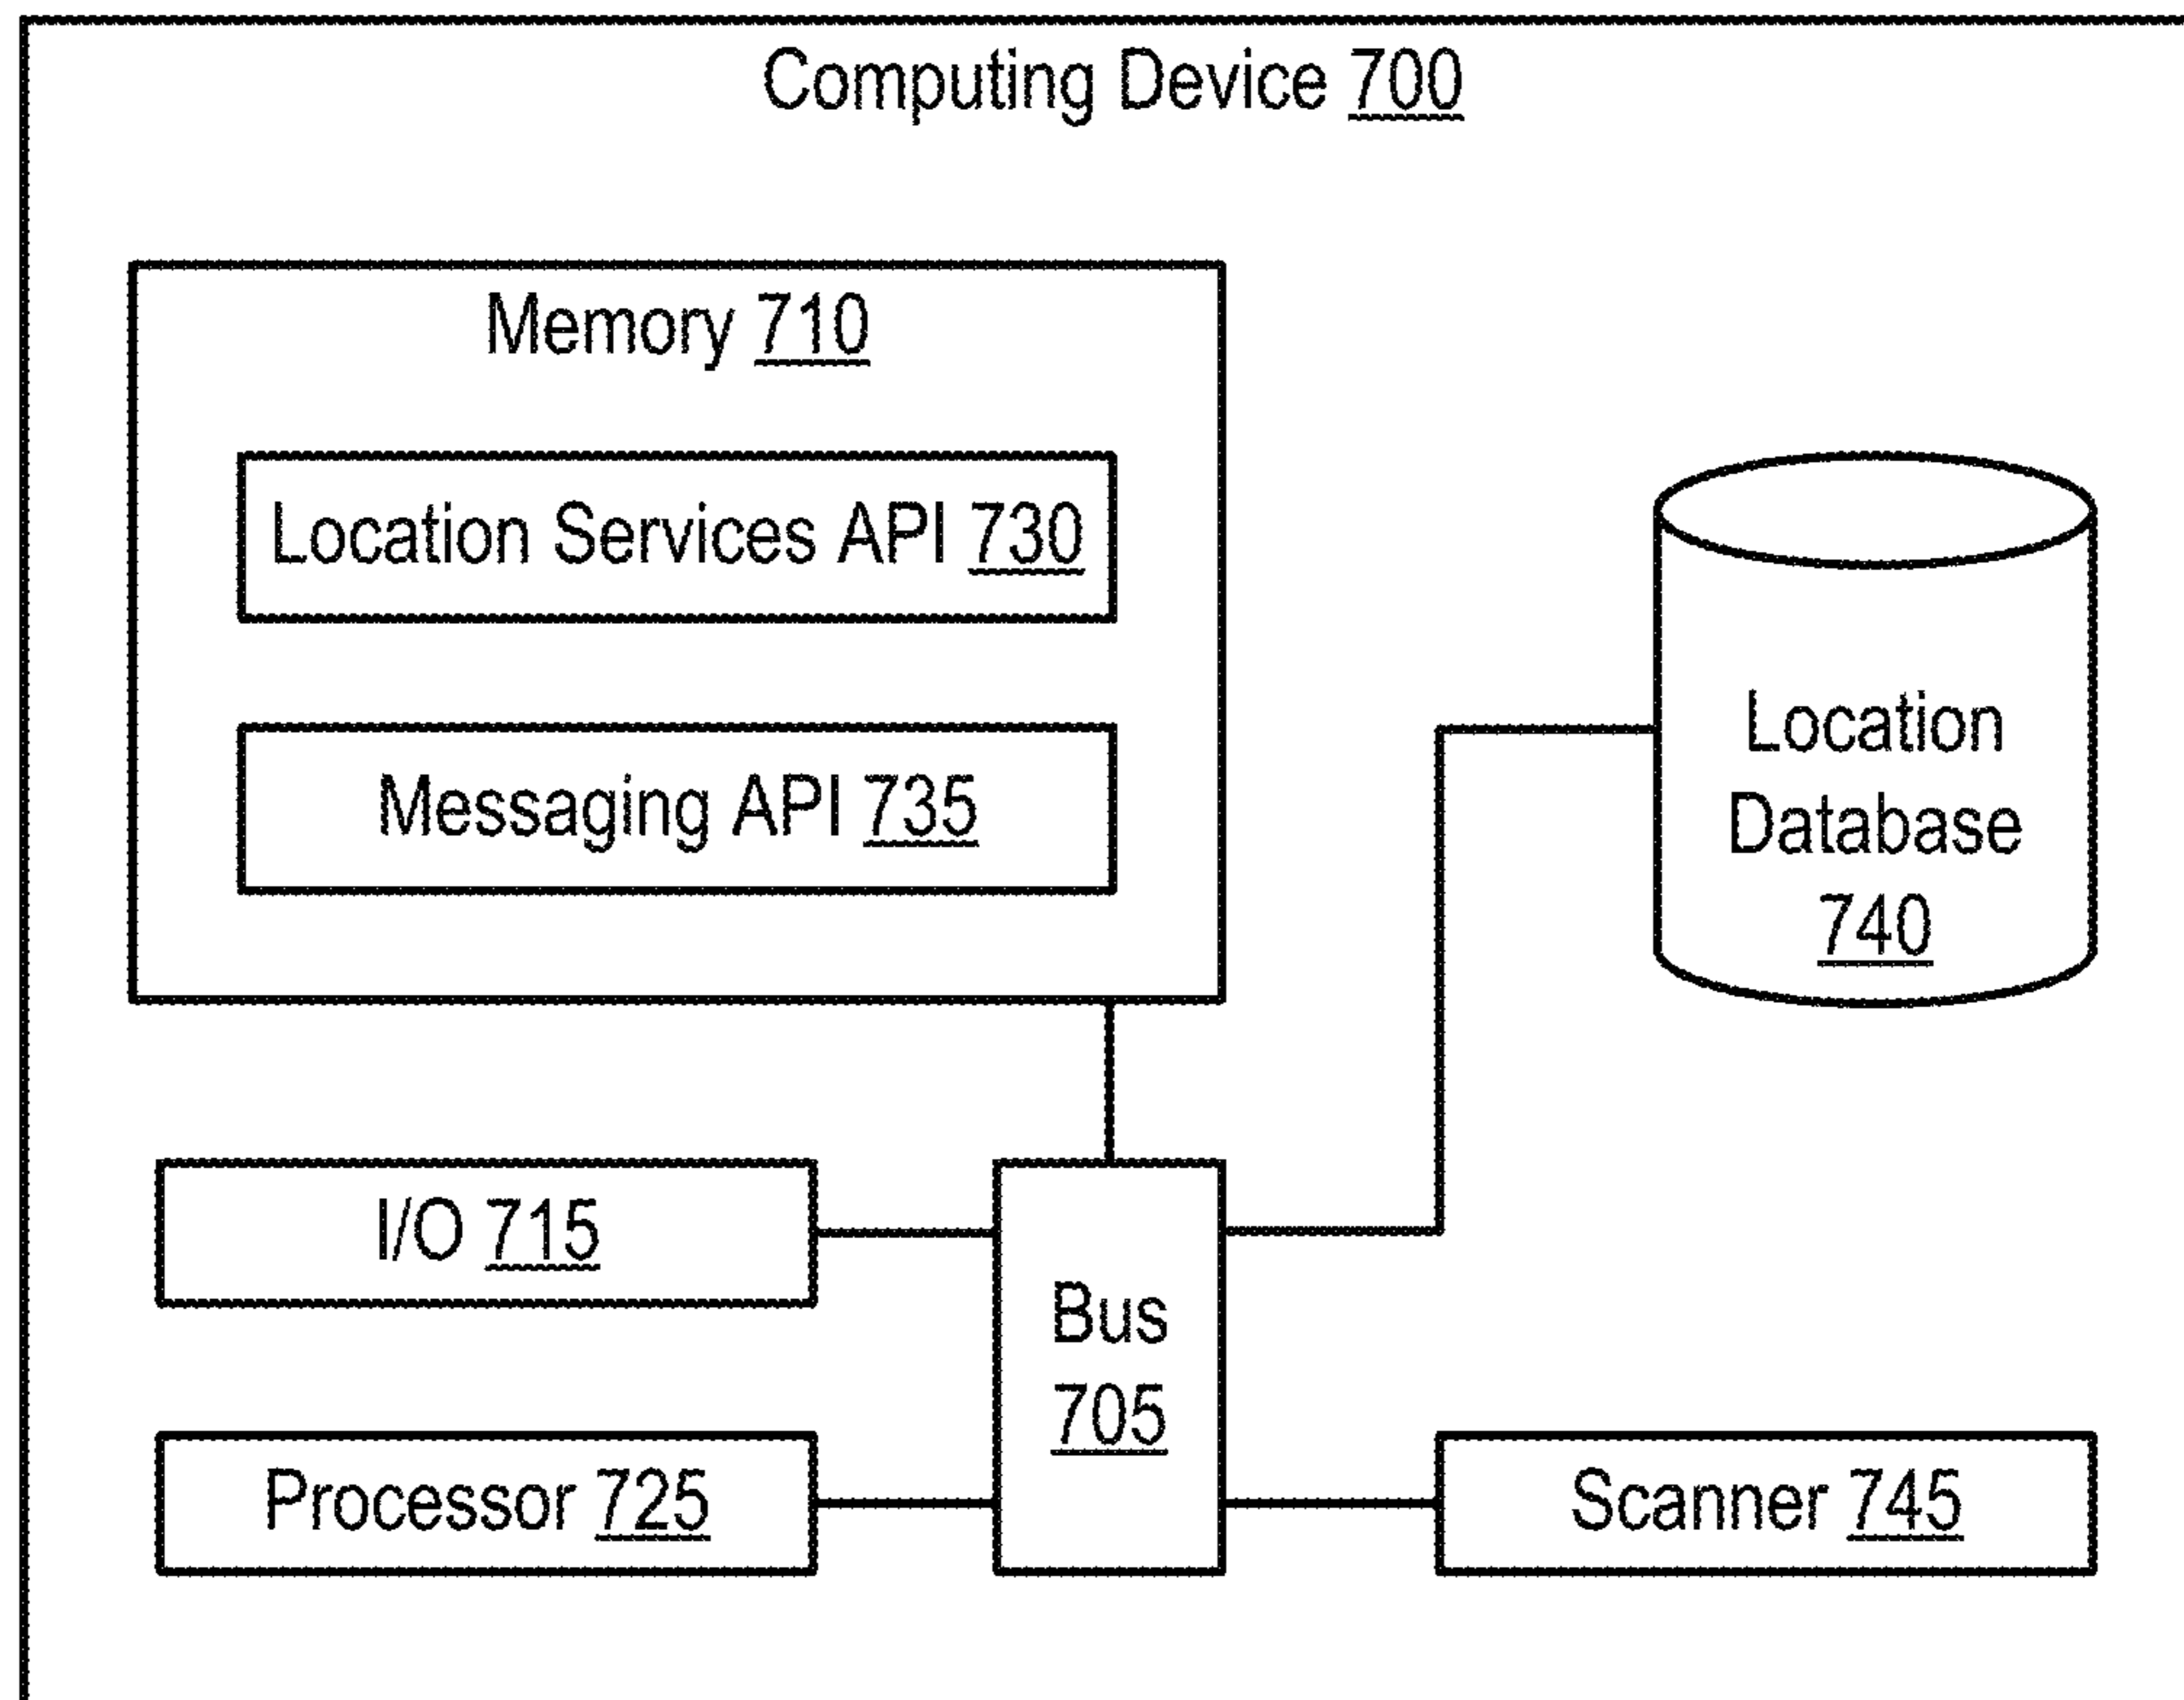 Computing Device 700
Memory 710
Location Services API 730
Messaging API 735
Location
Database
740
I/O 715
Bus
705
Processor 725
Scanner 745